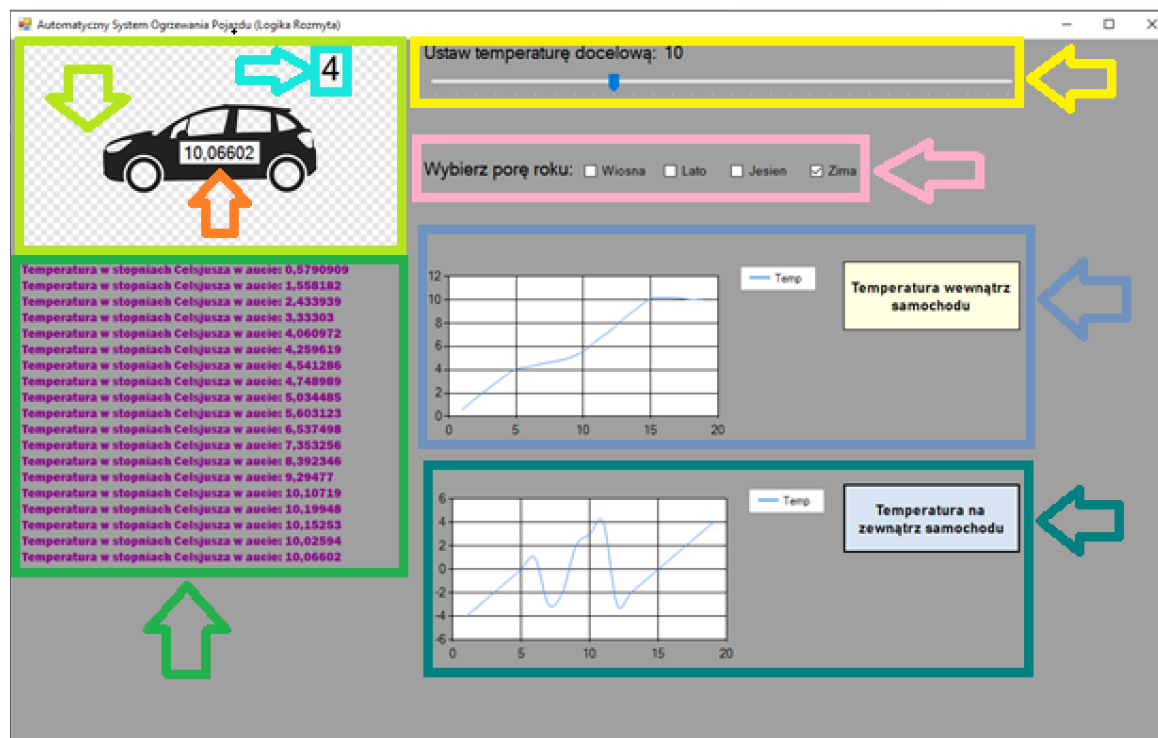 Automatyczny System Ogrzewania Pojazdu (Logika Rozmyta)
4
10,06602
Ustaw temperaturę docelową: 10
Wybierz porę roku: Wiosna Lato Jesien Zima
Temperatura w stopniach Celsjusza w aucie: 0,5790909
Temperatura w stopniach Celsjusza w aucie: 1,558182
Temperatura w stopniach Celsjusza w aucie: 2,433939
Temperatura w stopniach Celsjusza w aucie: 3,33303
Temperatura w stopniach Celsjusza w aucie: 4,060972
Temperatura w stopniach Celsjusza w aucie: 4,259619
Temperatura w stopniach Celsjusza w aucie: 4,541286
Temperatura w stopniach Celsjusza w aucie: 4,748989
Temperatura w stopniach Celsjusza w aucie: 5,034485
Temperatura w stopniach Celsjusza w aucie: 5,603123
Temperatura w stopniach Celsjusza w aucie: 6,537498
Temperatura w stopniach Celsjusza w aucie: 7,353256
Temperatura w stopniach Celsjusza w aucie: 8,392346
Temperatura w stopniach Celsjusza w aucie: 9,29477
Temperatura w stopniach Celsjusza w aucie: 10,10719
Temperatura w stopniach Celsjusza w aucie: 10,19948
Temperatura w stopniach Celsjusza w aucie: 10,15253
Temperatura w stopniach Celsjusza w aucie: 10,02594
Temperatura w stopniach Celsjusza w aucie: 10,06602
12
10
8
6
4
2
0
0 5 10 15 20
Temp
Temperatura wewnątrz
samochodu
6
4
2
0
-2
-4
-6
0 5 10 15 20
Temp
Temperatura na
zewnątrz samochodu